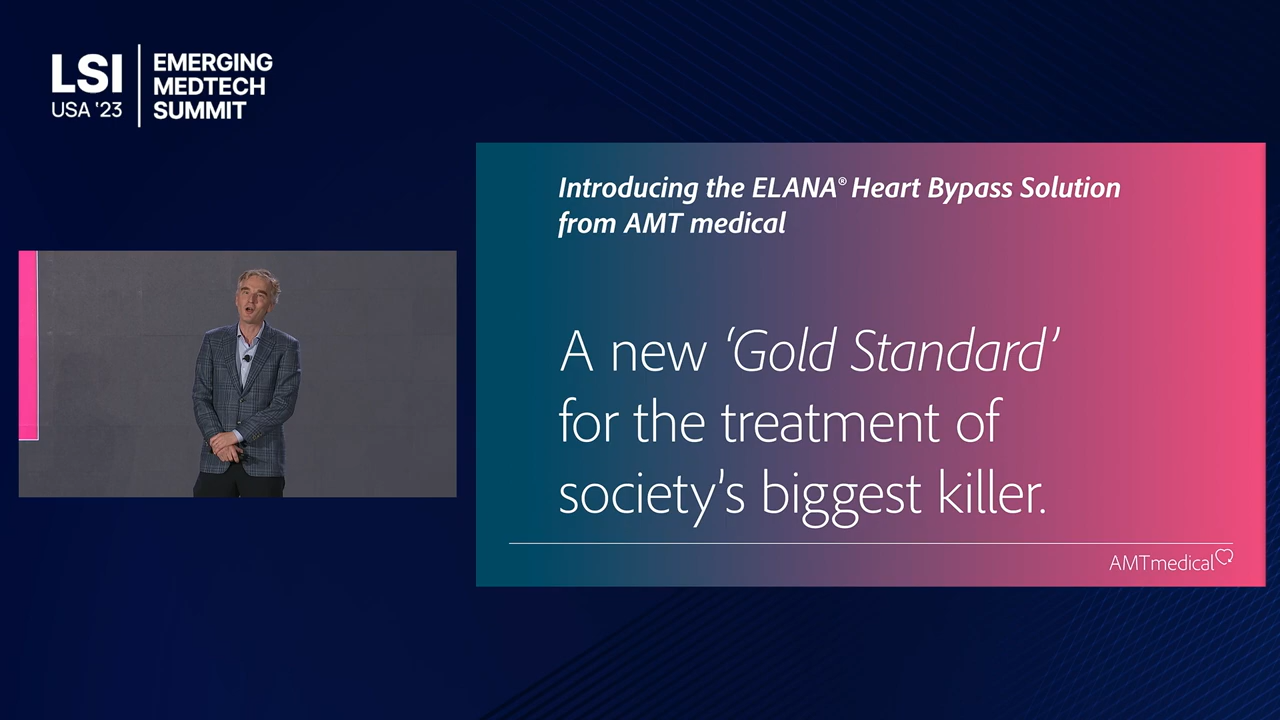 LSI
USA '23
EMERGING
MEDTECH
SUMMIT
Introducing the ELANA® Heart Bypass Solution
from AMT medical
A new ‘Gold Standard’
for the treatment of
society’s biggest killer.
AMTmedical